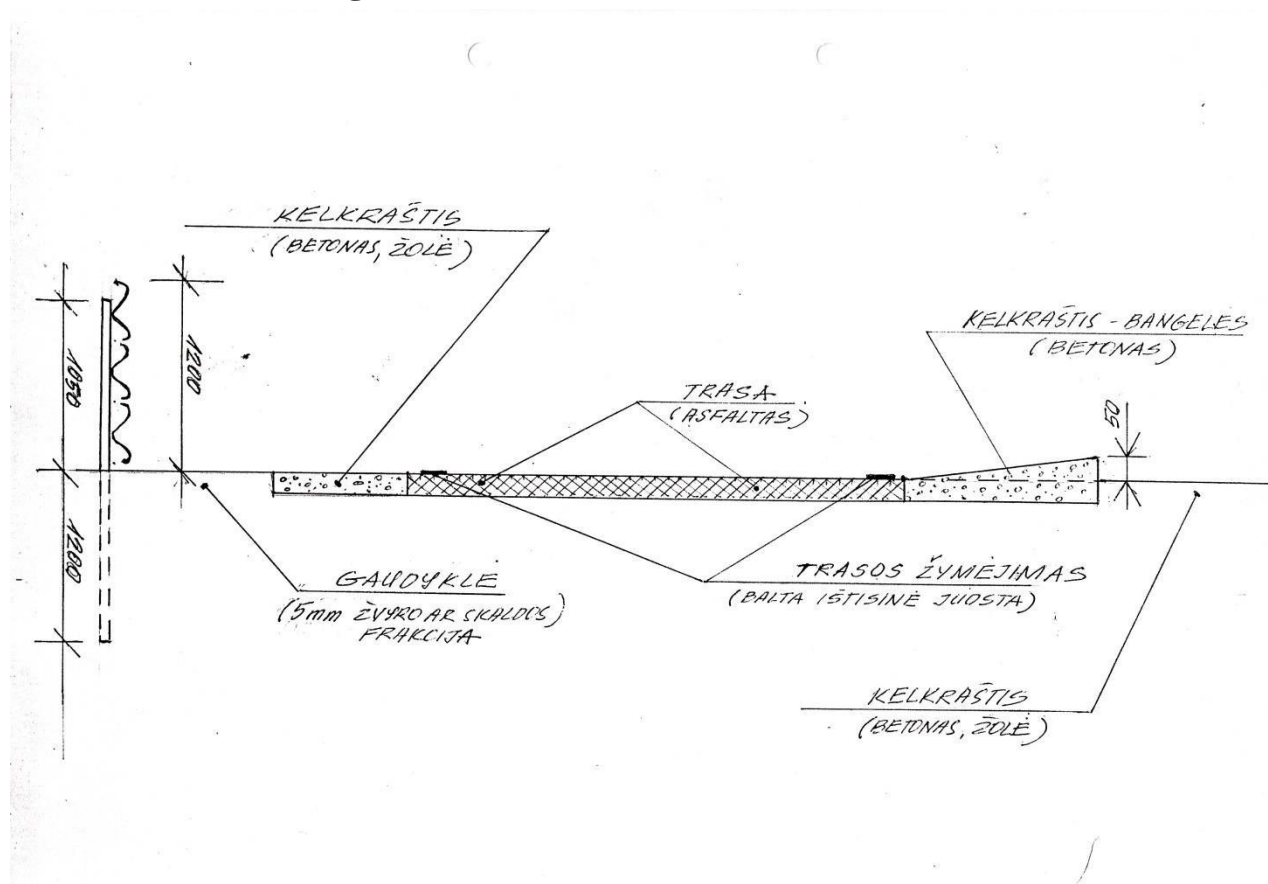 KELKRAŠTIS
(BETONAS, ŽOLĖ)
KELKRAŠTIS - BANGELĖS
(BETONAS)
TRASA
(ASFALTAS)
1050
1200
50
1200
GAUDYKLĖ
(5mm ŽVYRO AR SKALDOS)
FRAKCIJA
TRASOS ŽYMĖJIMAS
(BALTA IŠTISINĖ JUOSTA)
KELKRAŠTIS
(BETONAS, ŽOLĖ)